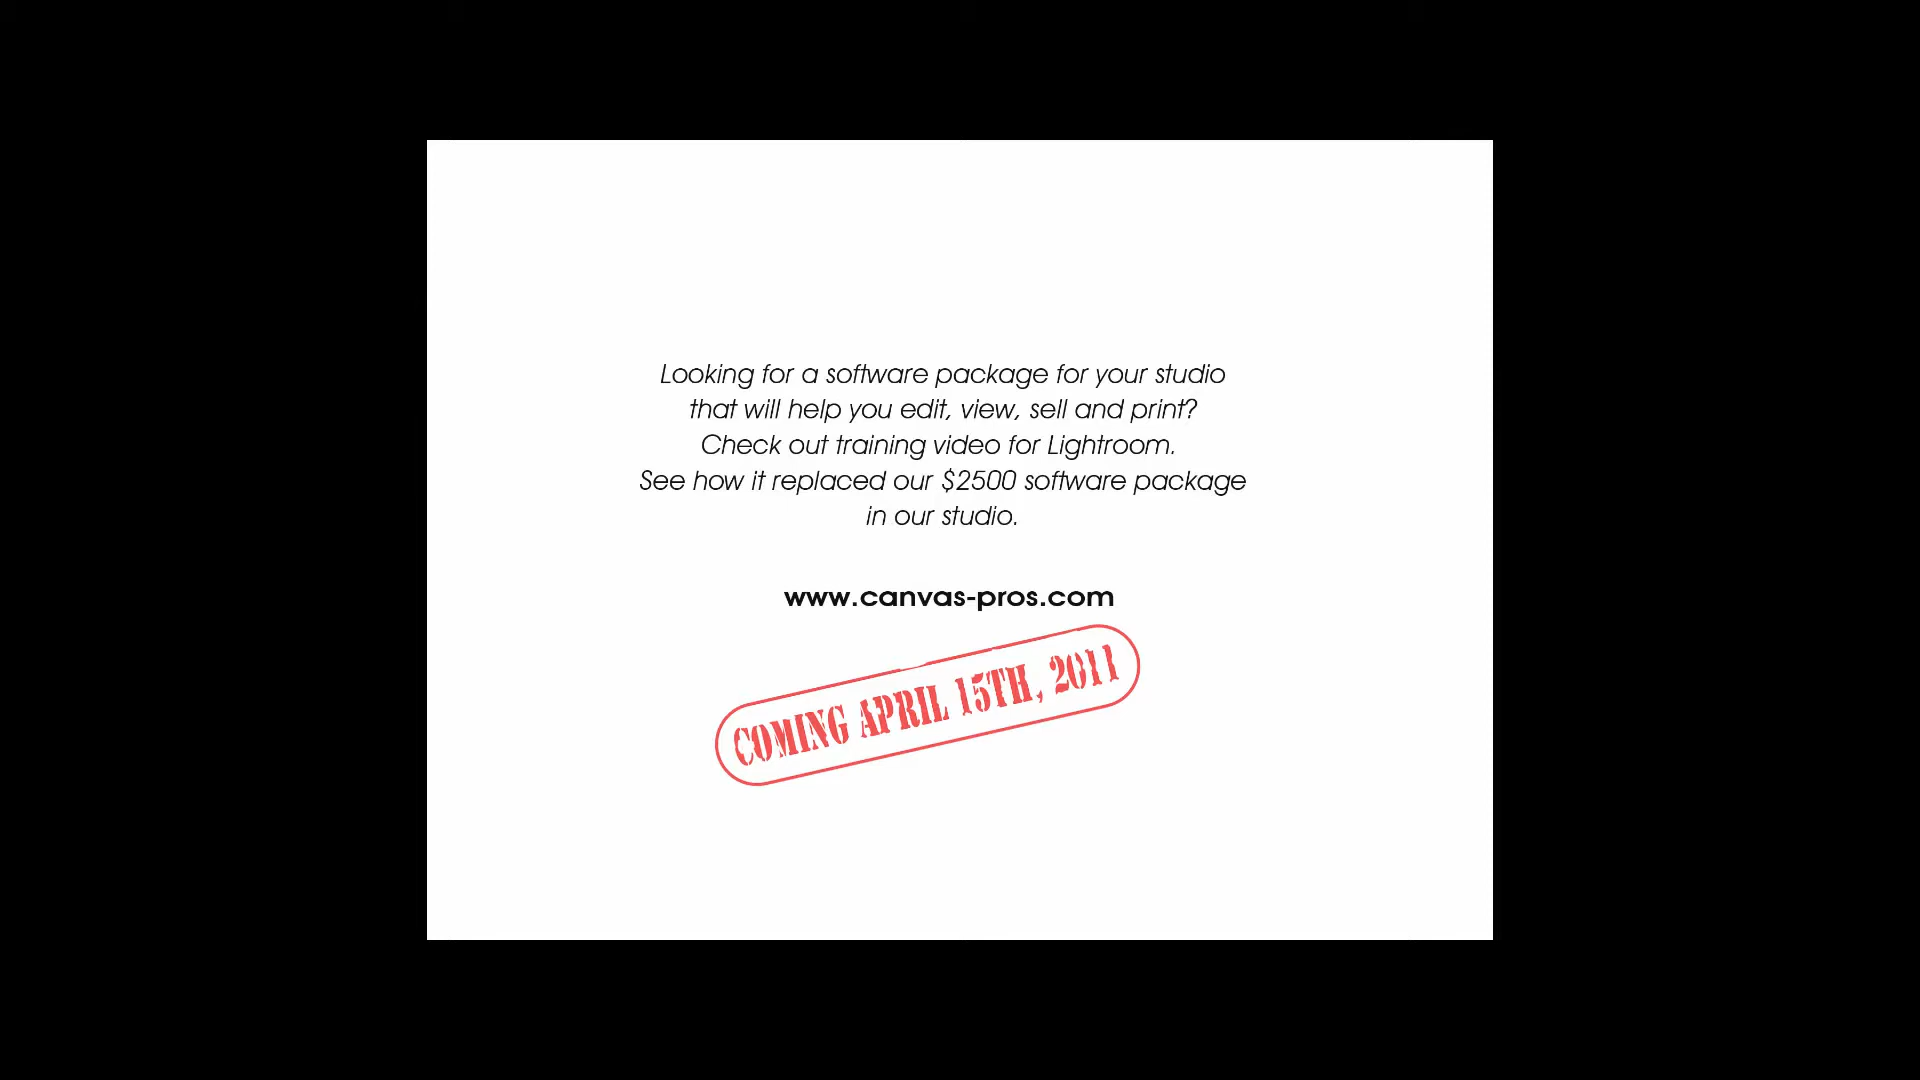 Looking for a software package for your studio
that will help you edit, view, sell and print?
Check out training video for Lightroom.
See how it replaced our $2500 software package
in our studio.
www.canvas-pros.com
COMING APRIL 15TH, 2011